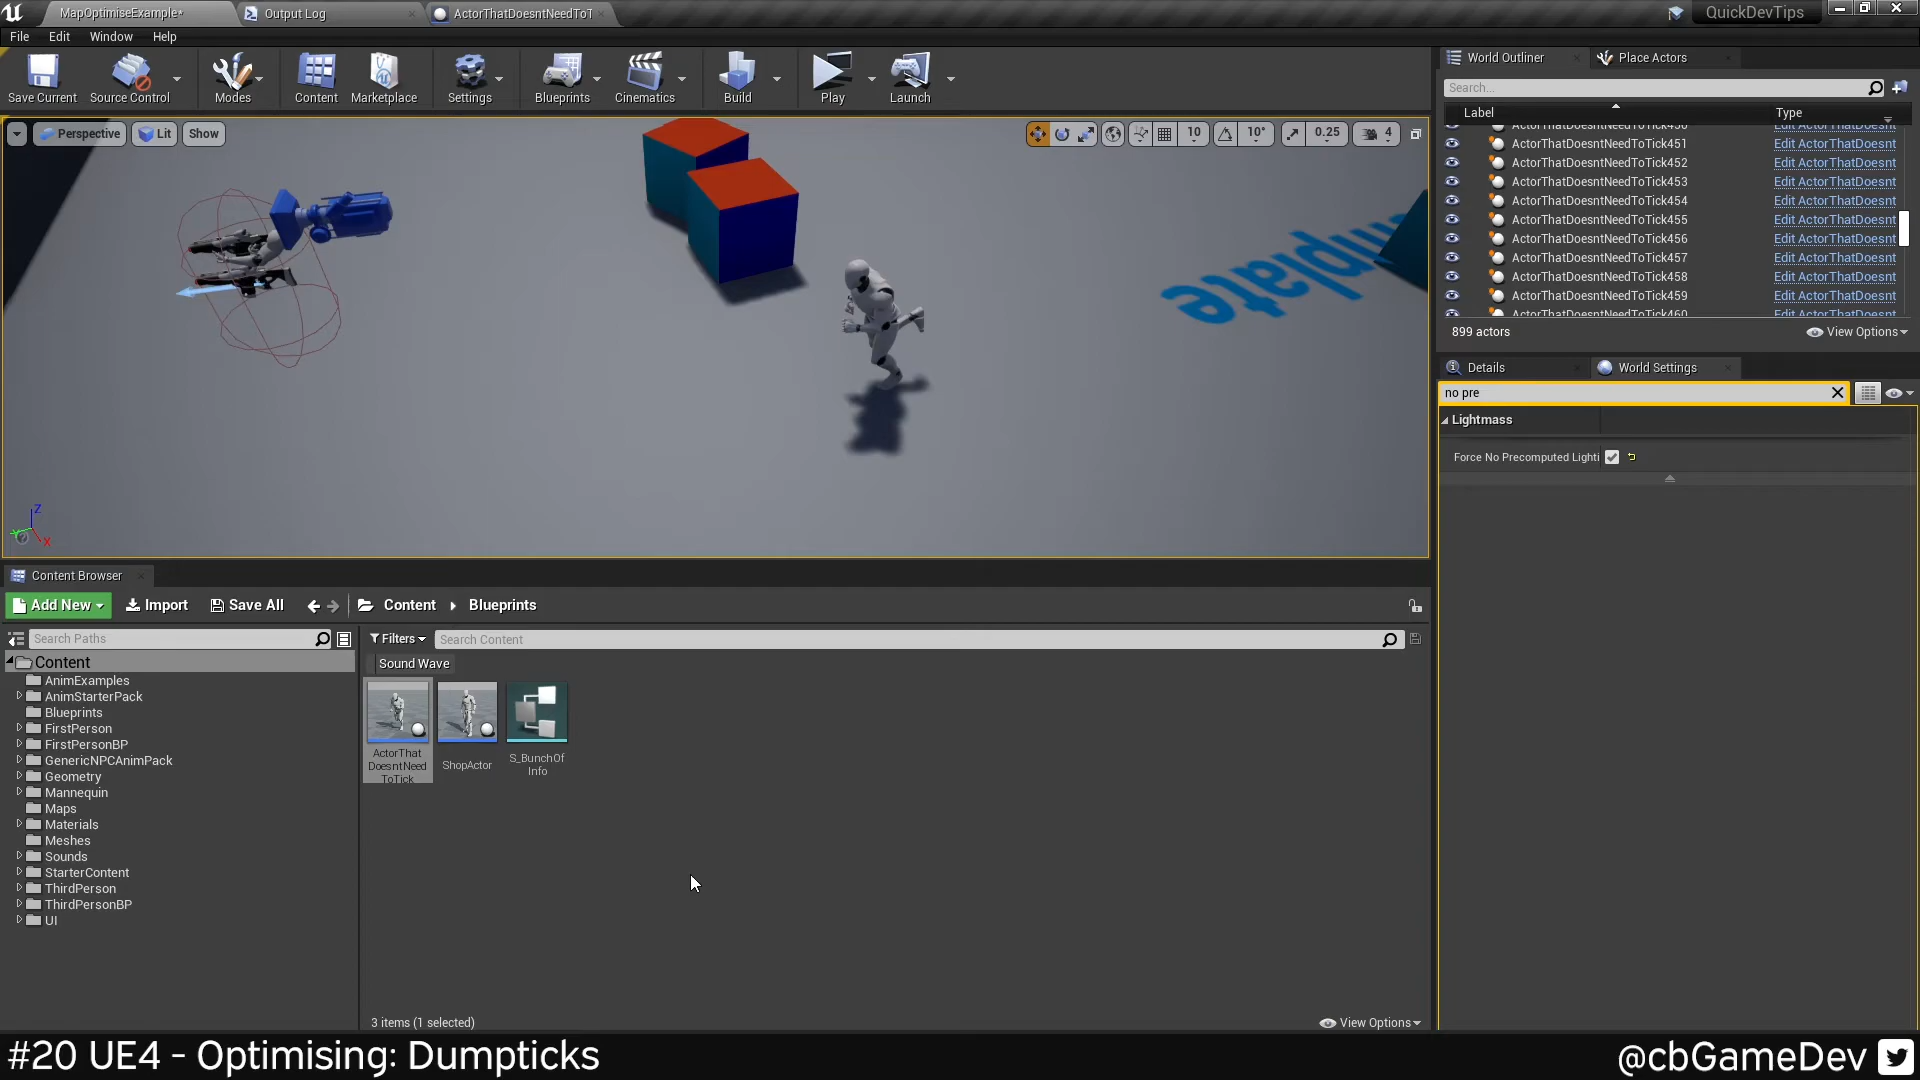 MapOptimiseExample*
Output Log
ActorThatDoesntNeedToT
QuickDevTips
File
Edit
Window
Help
Save Current
Source Control
Modes
Content
Marketplace
Settings
Blueprints
Cinematics
Build
Play
Launch
Perspective
Lit
Show
10
10°
0.25
4
World Outliner
Place Actors
Search...
Label
Type
ActorThatDoesntNeedToTick450
ActorThatDoesntNeedToTick451
Edit ActorThatDoesnt
ActorThatDoesntNeedToTick452
Edit ActorThatDoesnt
ActorThatDoesntNeedToTick453
Edit ActorThatDoesnt
ActorThatDoesntNeedToTick454
Edit ActorThatDoesnt
ActorThatDoesntNeedToTick455
Edit ActorThatDoesnt
ActorThatDoesntNeedToTick456
Edit ActorThatDoesnt
ActorThatDoesntNeedToTick457
Edit ActorThatDoesnt
ActorThatDoesntNeedToTick458
Edit ActorThatDoesnt
ActorThatDoesntNeedToTick459
Edit ActorThatDoesnt
ActorThatDoesntNeedToTick460
Edit ActorThatDoesnt
899 actors
View Options
Details
World Settings
no pre
Lightmass
Force No Precomputed Lighti
mplate
Z
X
Content Browser
Add New
Import
Save All
Content
Blueprints
Search Paths
Filters
Search Content
Content
AnimExamples
AnimStarterPack
Blueprints
FirstPerson
FirstPersonBP
GenericNPCAnimPack
Geometry
Mannequin
Maps
Materials
Meshes
Sounds
StarterContent
ThirdPerson
ThirdPersonBP
UI
Sound Wave
ActorThat
DoesntNeed
ToTick
ShopActor
S_BunchOf
Info
3 items (1 selected)
View Options
#20 UE4 - Optimising: Dumpticks
@cbGameDev